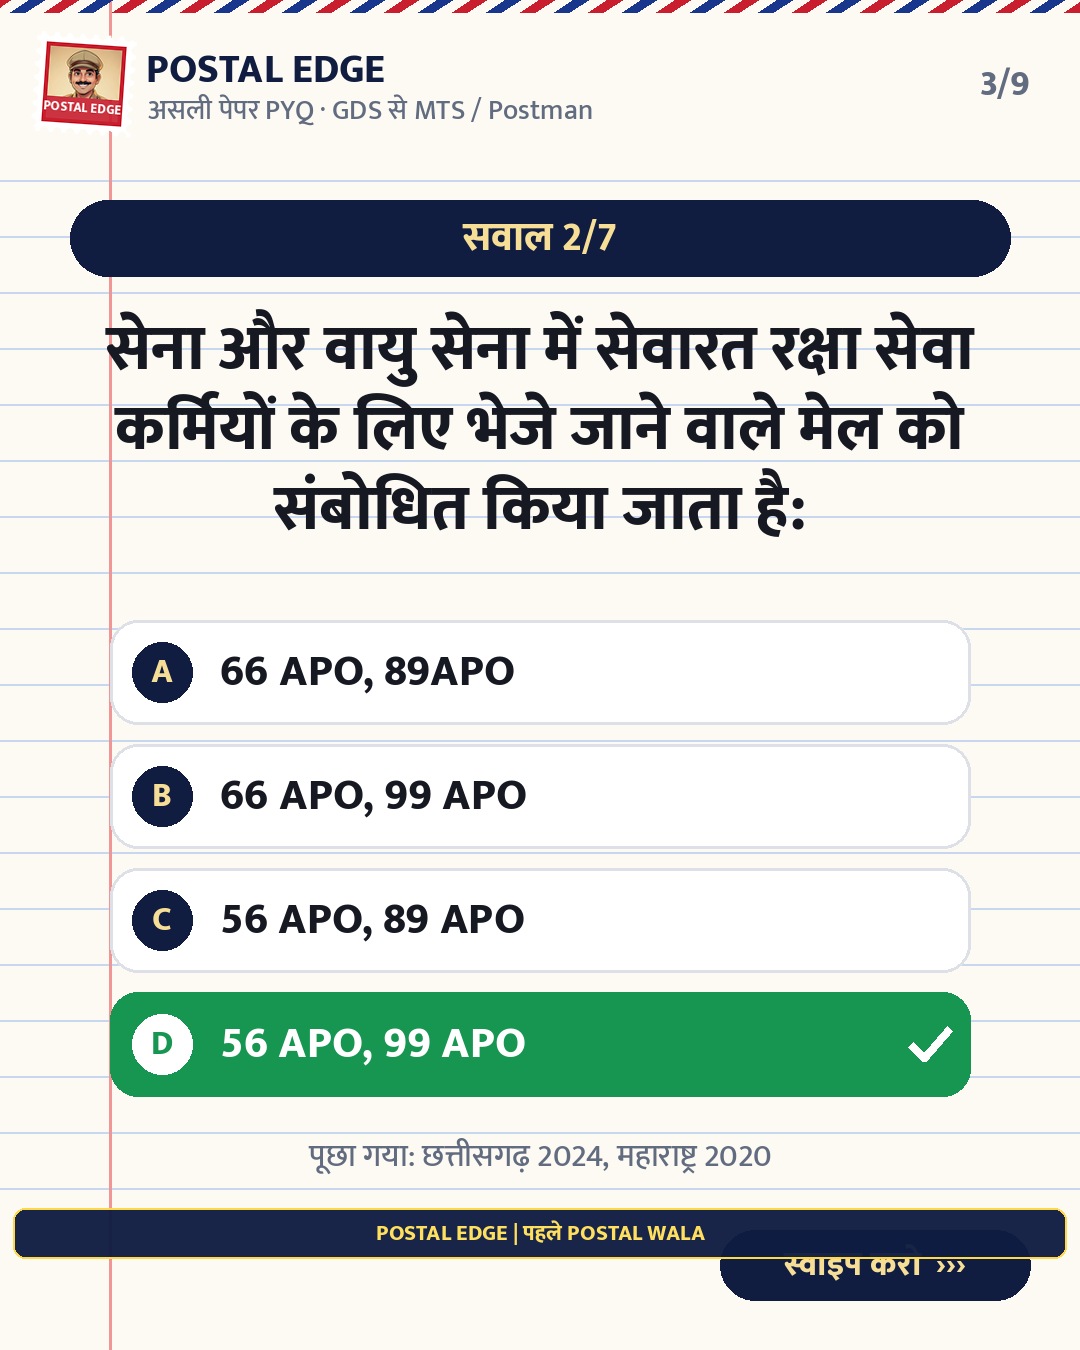 POSTAL EDGE
POSTAL EDGE
असली पेपर PYQ · GDS से MTS / Postman
3/9
सवाल 2/7
सेना और वायु सेना में सेवारत रक्षा सेवा
कर्मियों के लिए भेजे जाने वाले मेल को
संबोधित किया जाता है:
A 66 APO, 89APO
B 66 APO, 99 APO
C 56 APO, 89 APO
D 56 APO, 99 APO
पूछा गया: छत्तीसगढ़ 2024, महाराष्ट्र 2020
POSTAL EDGE | पहले POSTAL WALA
स्वाइप करो ›››